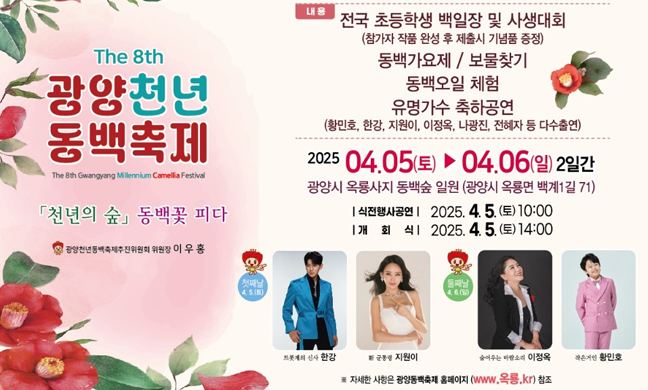 The 8th
광양천년
동백축제
The 8th Gwangyang Millennium Camellia Festival
「천년의 숲」 동백꽃 피다
광양천년동백축제추진위원회 위원장 이우홍
내용
전국 초등학생 백일장 및 사생대회
(참가자 작품 완성 후 제출시 기념품 증정)
동백가요제 / 보물찾기
동백오일 체험
유명가수 축하공연
(황민호, 한강, 지원이, 이정옥, 나광진, 전혜자 등 다수출연)
2025 04.05(토) ▶ 04.06(일) 2일간
광양시 옥룡사지 동백숲 일원 (광양시 옥룡면 백계1길 71)
| 식전행사공연 | 2025. 4. 5.(토) 10:00
| 개 회 식 | 2025. 4. 5.(토) 14:00
첫째날
4. 5.(토)
둘째날
4. 6.(일)
트롯계의 신사 한강
新 군통령 지원이
숨어우는 바람소리 이정옥
작은거인 황민호
※ 자세한 사항은 광양동백축제 홈페이지 (www.옥룡.kr) 참조